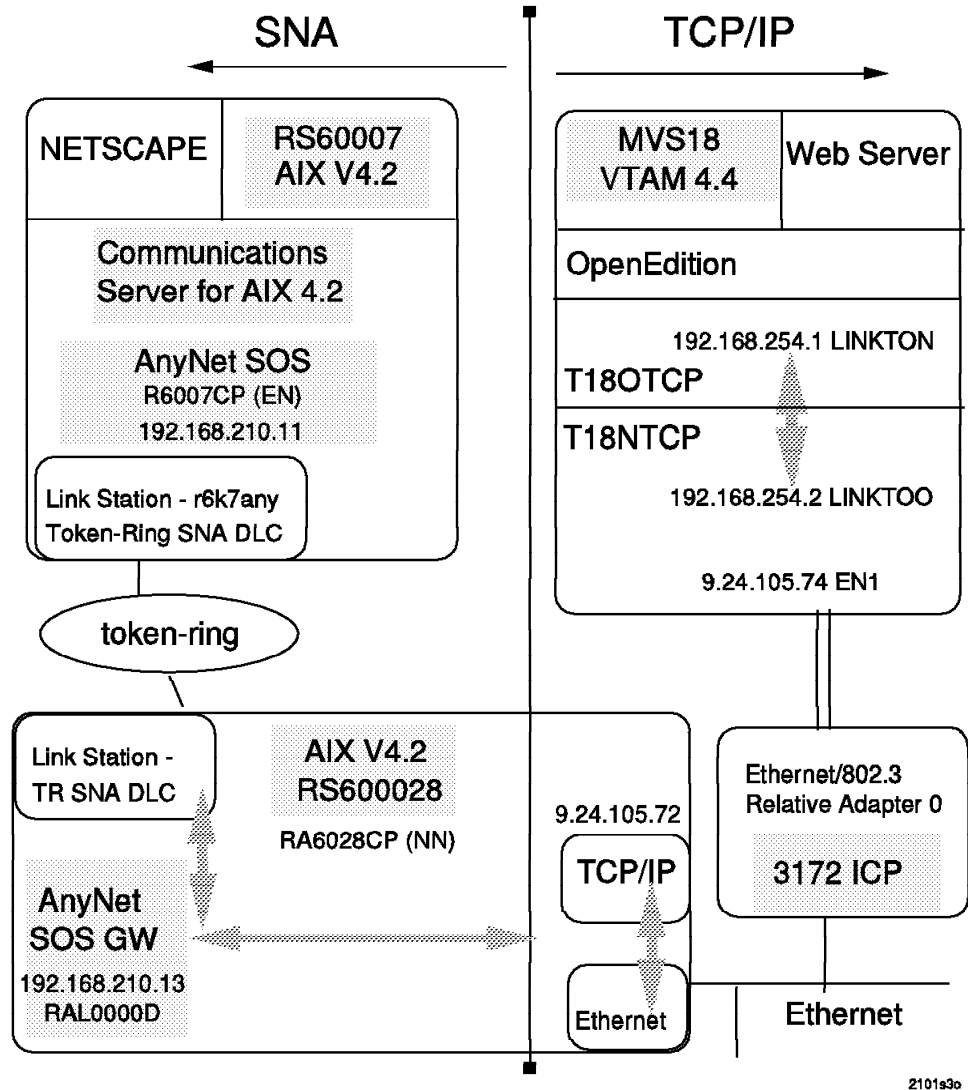 SNA
TCP/IP
NETSCAPE
RS60007
AIX V4.2
Communications
Server for AIX 4.2
AnyNet SOS
R6007CP (EN)
192.168.210.11
Link Station - r6k7any
Token-Ring SNA DLC
token-ring
MVS18
VTAM 4.4
Web Server
OpenEdition
192.168.254.1 LINKTON
T18OTCP
T18NTCP
192.168.254.2 LINKTOO
9.24.105.74 EN1
Link Station -
TR SNA DLC
AIX V4.2
RS600028
RA6028CP (NN)
9.24.105.72
TCP/IP
AnyNet
SOS GW
192.168.210.13
RAL0000D
Ethernet
Ethernet/802.3
Relative Adapter 0
3172 ICP
Ethernet
2101s3o